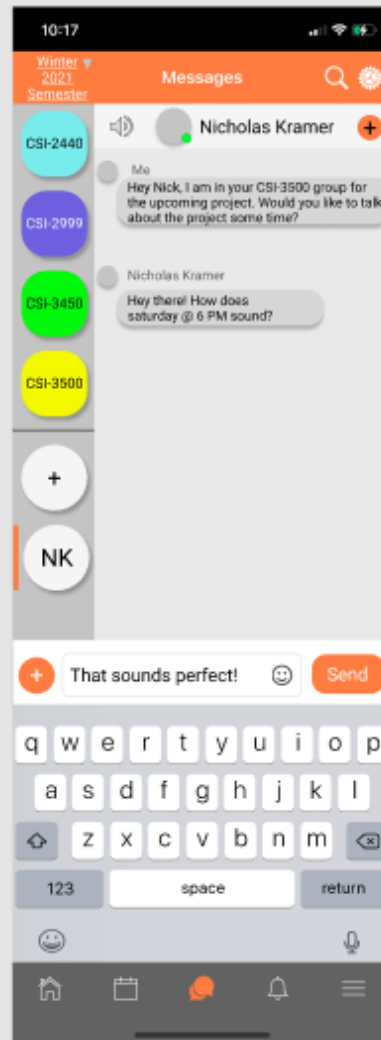 10:17
Winter
2021
Semester
Messages
CSI-2440
CSI-2999
CSI-3450
CSI-3500
+
NK
Nicholas Kramer
+
Me
Hey Nick, I am in your CSI-3500 group for
the upcoming project. Would you like to talk
about the project some time?
Nicholas Kramer
Hey there! How does
saturday @ 6 PM sound?
+
That sounds perfect!
Send
q w e r t y u i o p
a s d f g h j k l
z x c v b n m
123 space return